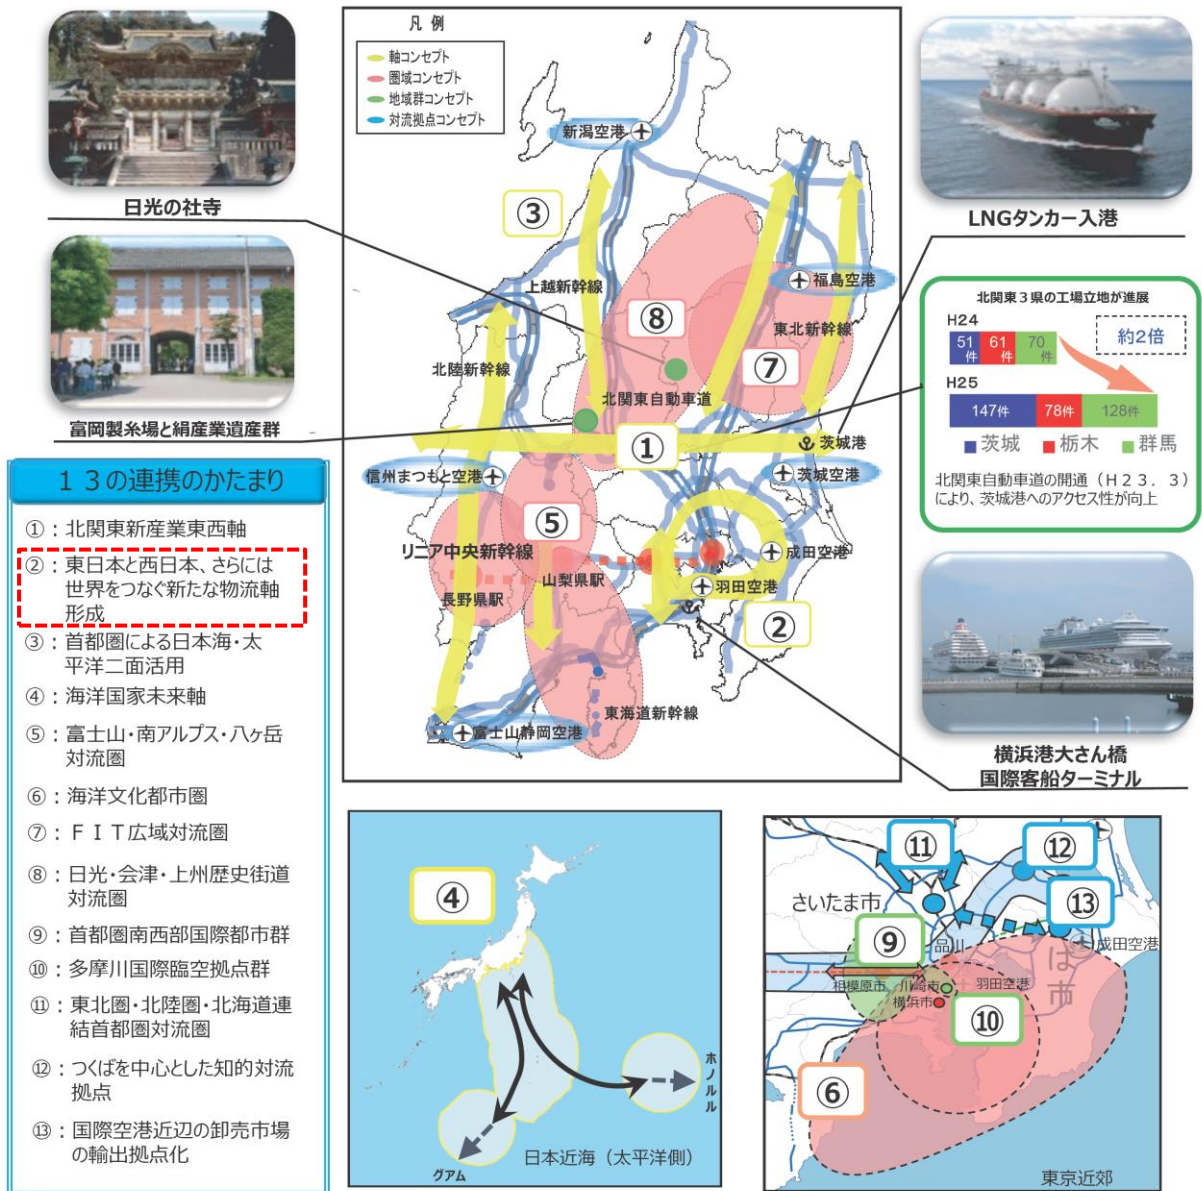 凡 例
軸コンセプト
圏域コンセプト
地域群コンセプト
対流拠点コンセプト
日光の社寺
富岡製糸場と絹産業遺産群
LNGタンカー入港
新潟空港
③
上越新幹線
福島空港
⑧
東北新幹線
⑦
北陸新幹線
北関東自動車道
①
茨城港
信州まつもと空港
茨城空港
⑤
リニア中央新幹線
山梨県駅
長野県駅
成田空港
羽田空港
②
東海道新幹線
富士山静岡空港
北関東3県の工場立地が進展
H24
51件
61件
70件
約2倍
H25
147件
78件
128件
茨城
栃木
群馬
北関東自動車道の開通（H23．3）
により、茨城港へのアクセス性が向上
横浜港大さん橋
国際客船ターミナル
１３の連携のかたまり
①：北関東新産業東西軸
②：東日本と西日本、さらには
世界をつなぐ新たな物流軸
形成
③：首都圏による日本海・太
平洋二面活用
④：海洋国家未来軸
⑤：富士山・南アルプス・八ヶ岳
対流圏
⑥：海洋文化都市圏
⑦：ＦＩＴ広域対流圏
⑧：日光・会津・上州歴史街道
対流圏
⑨：首都圏南西部国際都市群
⑩：多摩川国際臨空拠点群
⑪：東北圏・北陸圏・北海道連
結首都圏対流圏
⑫：つくばを中心とした知的対流
拠点
⑬：国際空港近辺の卸売市場
の輸出拠点化
④
ホノルル
グアム
日本近海（太平洋側）
⑪
⑫
さいたま市
⑬
⑨
品川
成田空港
相模原市
川崎市
羽田空港
横浜市
ば市
⑩
⑥
東京近郊